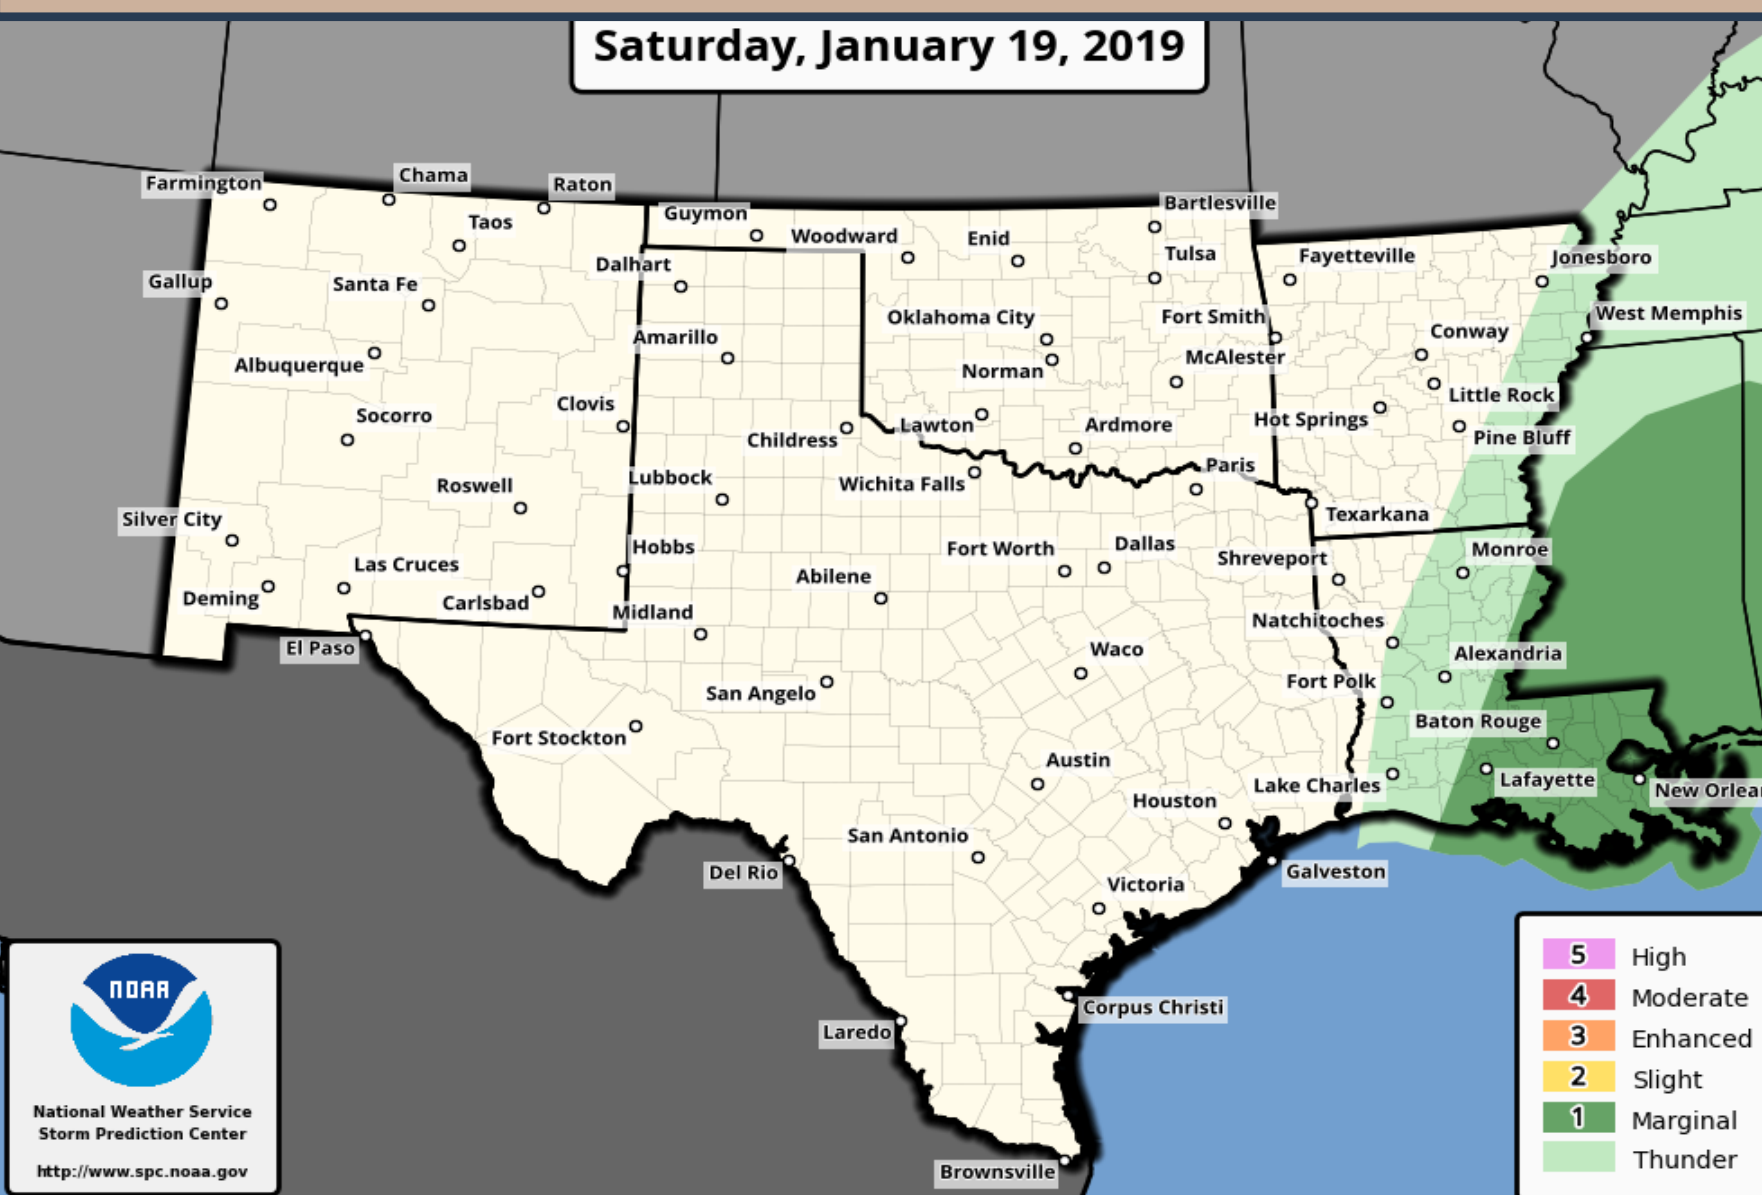 Saturday, January 19, 2019
Chama
Farmington
Raton
Bartlesville
Guymon
Taos
Woodward
Enid
Tulsa
Fayetteville
Jonesboro
Dalhart
Gallup
Santa Fe
West Memphis
Oklahoma City
Fort Smith
Conway
Amarillo
McAlester
Albuquerque
Norman
Little Rock
Clovis
Socorro
Hot Springs
Lawton
Ardmore
Childress
Pine Bluff
Paris
Lubbock
Wichita Falls
Roswell
Texarkana
Silver City
Hobbs
Fort Worth
Dallas
Monroe
Shreveport
Las Cruces
Abilene
Deming
Carlsbad
Midland
Natchitoches
El Paso
Waco
Alexandria
Fort Polk
San Angelo
Baton Rouge
Fort Stockton
Austin
Lafayette
Lake Charles
New Orlea
Houston
San Antonio
Del Rio
Galveston
Victoria
Corpus Christi
Laredo
Brownsville
NOAA
National Weather Service
Storm Prediction Center
http://www.spc.noaa.gov
5 High
4 Moderate
3 Enhanced
2 Slight
1 Marginal
Thunder